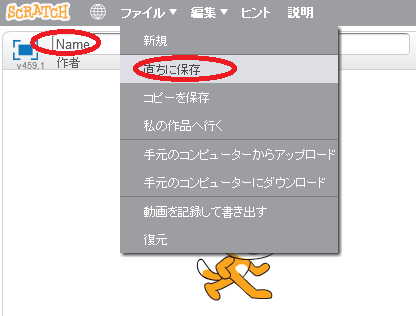 SCRATCH ファイル▼ 編集▼ ヒント 説明
新規
Name
直ちに保存
作者
v459.1
コピーを保存
私の作品へ行く
手元のコンピューターからアップロード
手元のコンピューターにダウンロード
動画を記録して書き出す
復元